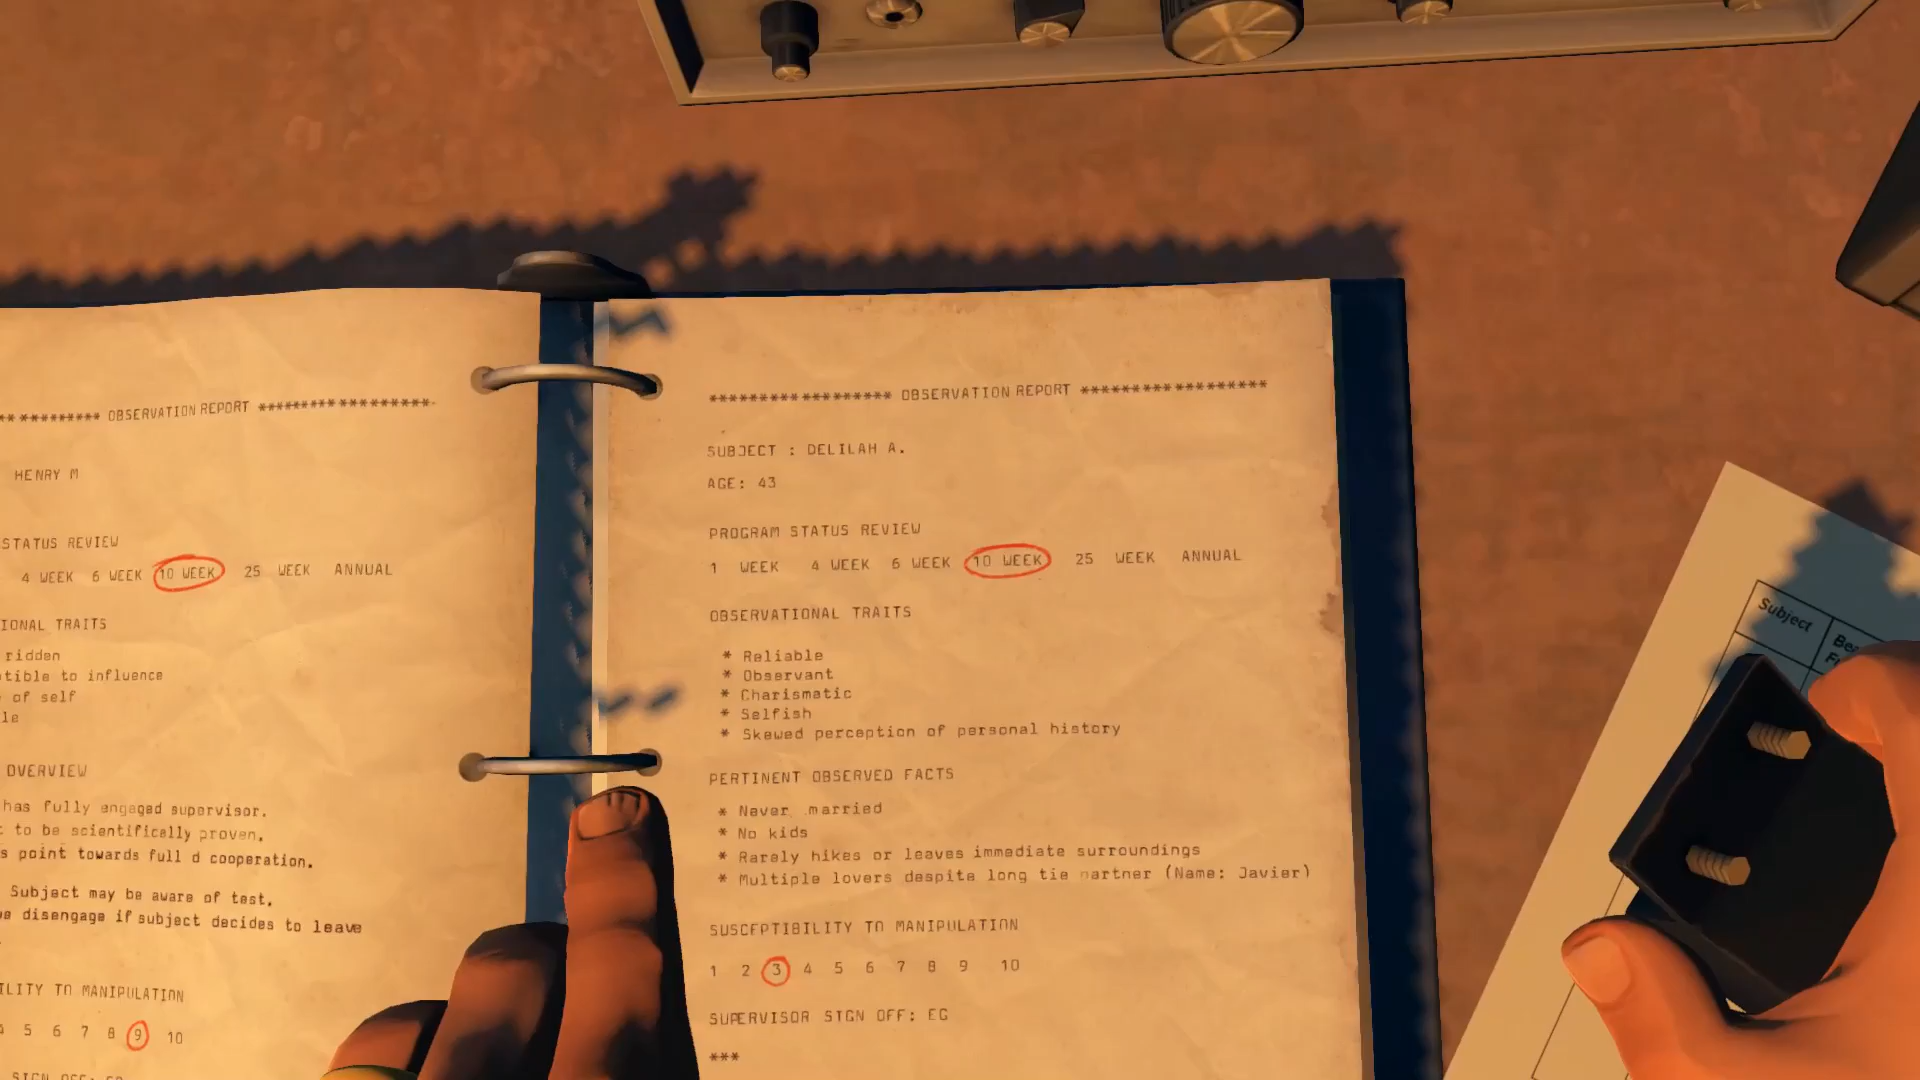 ********* OBSERVATION REPORT ******************
HENRY M
STATUS REVIEW
4 WEEK 6 WEEK 10 WEEK 25 WEEK ANNUAL
IONAL TRAITS
ridden
tible to influence
of self
le
OVERVIEW
has fully engaged supervisor.
t to be scientifically proven.
s point towards full d cooperation.
Subject may be aware of test.
disengage if subject decides to leave
ILITY TO MANIPULATION
5 6 7 8 9 10
SIGN OFF:
****************** OBSERVATION REPORT ******************
SUBJECT : DELILAH A.
AGE: 43
PROGRAM STATUS REVIEW
1 WEEK 4 WEEK 6 WEEK 10 WEEK 25 WEEK ANNUAL
OBSERVATIONAL TRAITS
* Reliable
* Observant
* Charismatic
* Selfish
* Skewed perception of personal history
PERTINENT OBSERVED FACTS
* Never married
* No kids
* Rarely hikes or leaves immediate surroundings
* Multiple lovers despite long tie partner (Name: Javier)
SUSCEPTIBILITY TO MANIPULATION
1 2 3 4 5 6 7 8 9 10
SUPERVISOR SIGN OFF: EG
***
Subject